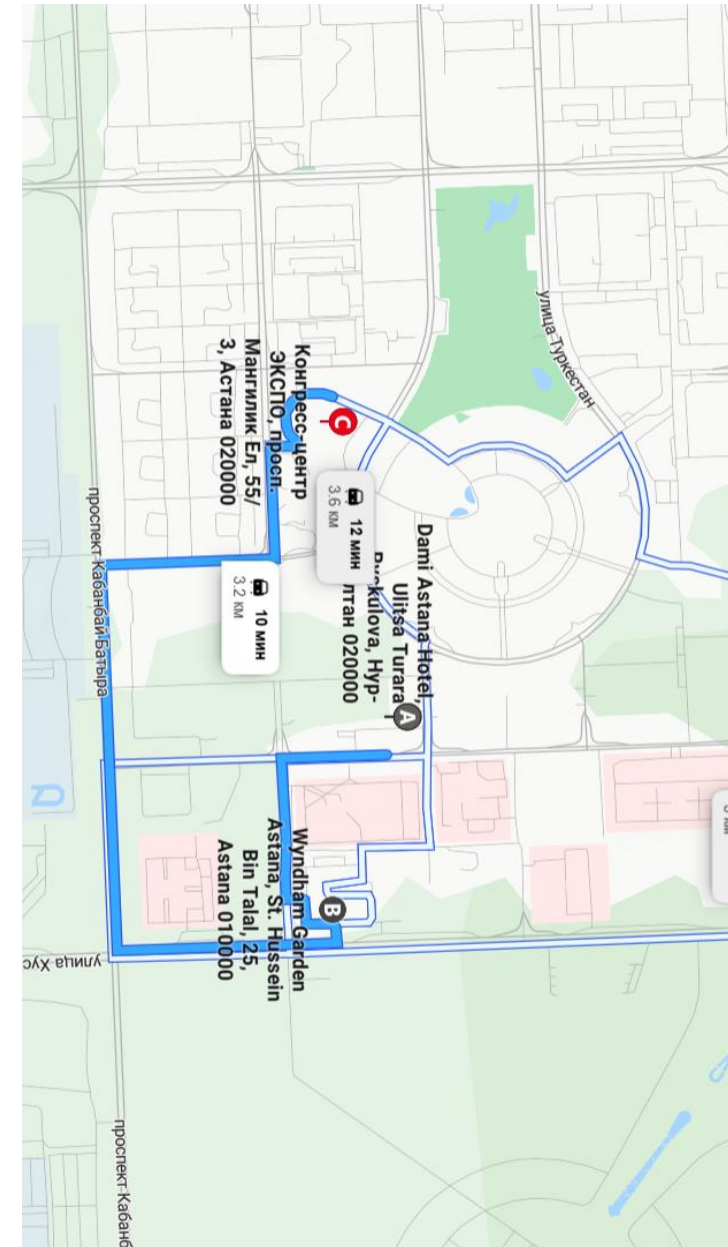 улица Туркестан
Конгресс-центр
ЭКСПО, просп.
Мангилик Ел, 55/
3, Астана 020000
C
12 мин
3.6 км
Dami Astana Hotel,
Ulitsa Turara
kulova, Нур-
лтан 020000
A
10 мин
3.2 км
проспект Кабанбай Батыра
Wyndham Garden
Astana, St. Hussein
Bin Talal, 25,
Astana 010000
B
улица Хус
проспект Кабанб